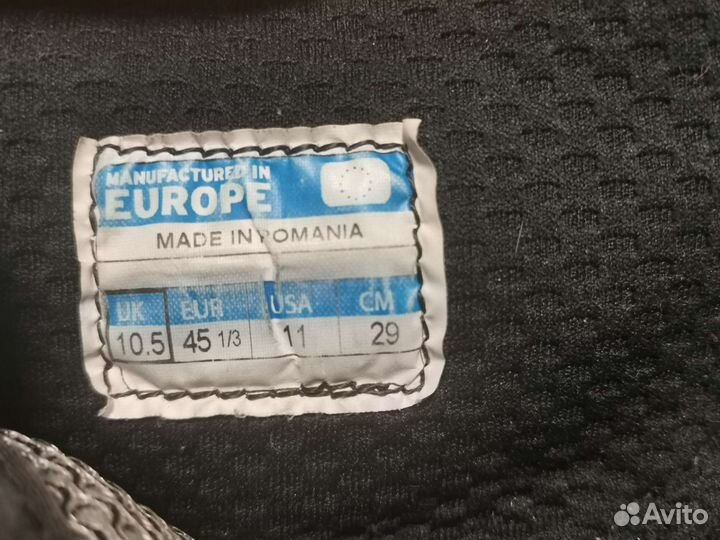 MANUFACTURED IN
EUROPE
MADE IN ROMANIA
UK EUR USA CM
10.5 45 1/3 11 29
Avito